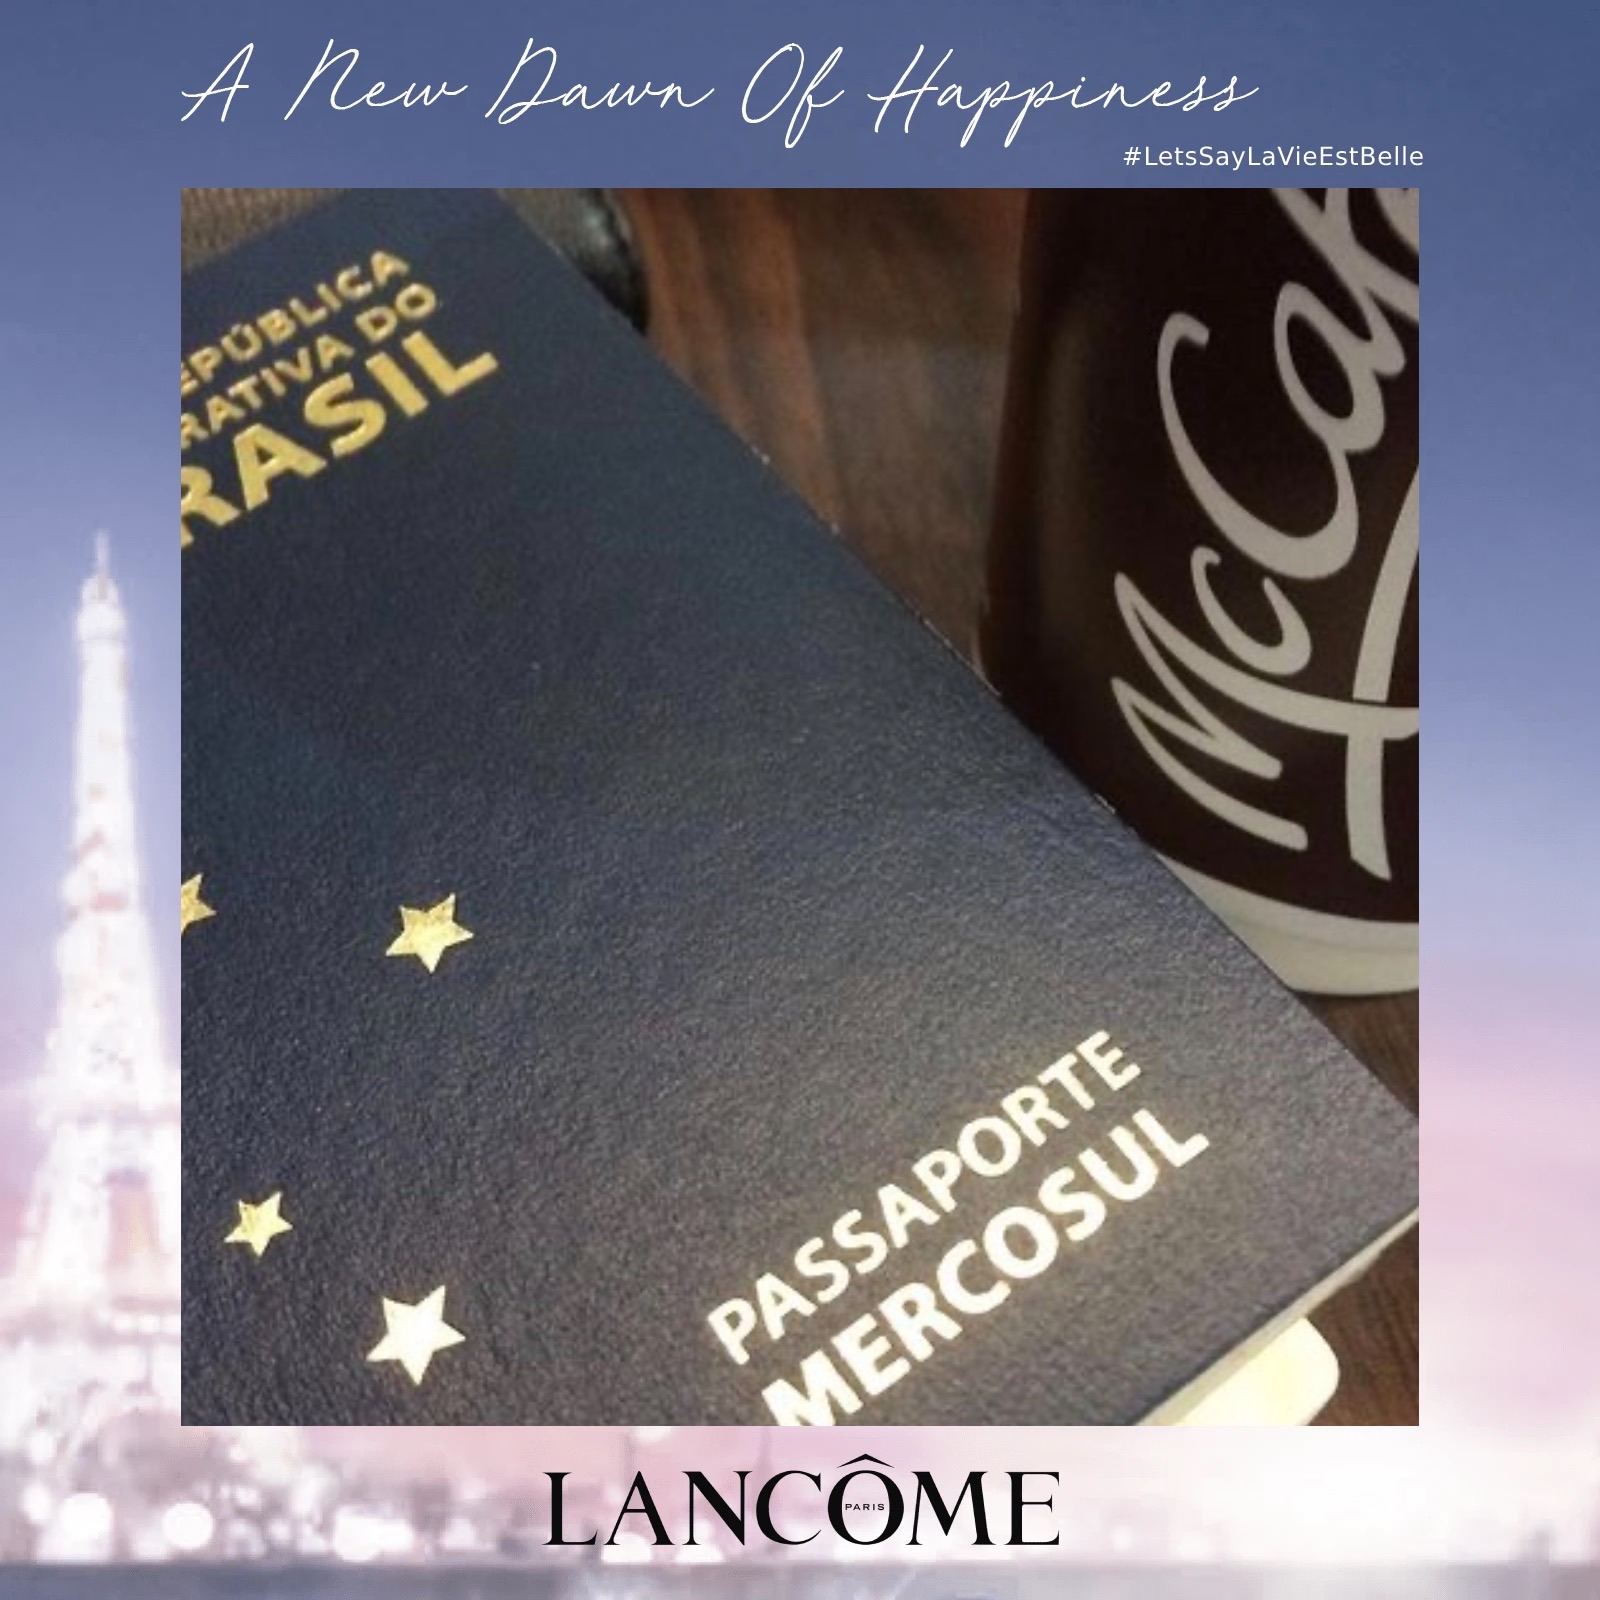 A New Dawn Of Happiness
#LetsSayLaVieEstBelle
EPÚBLICA
RATIVA DO
RASIL
McCaf
PASSAPORTE
MERCOSUL
LANCÔME
PARIS